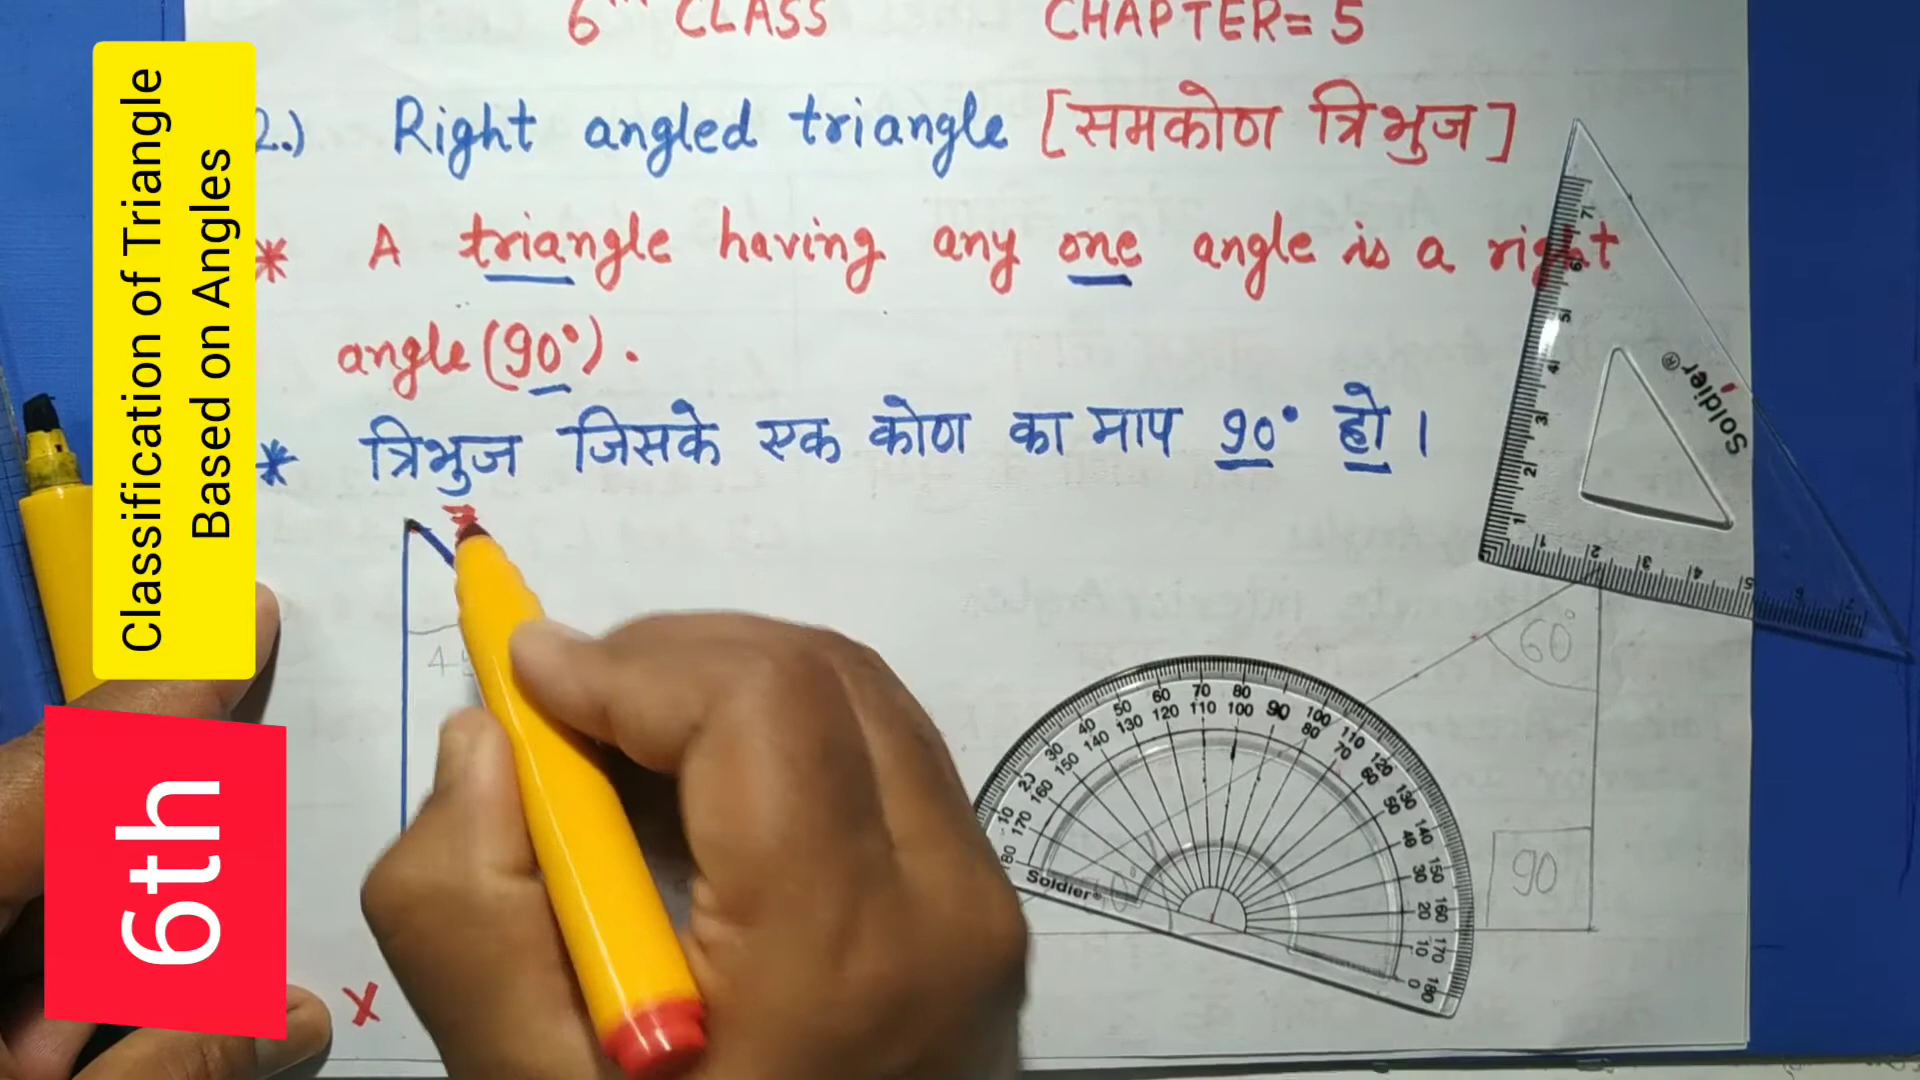 6th CLASS CHAPTER=5
2.) Right angled triangle [समकोण त्रिभुज]
* A triangle having any one angle is a right
angle (90°).
* त्रिभुज जिसके एक कोण का माप 90° हो।
Classification of Triangle
Based on Angles
6th
X
60°
90
Soldier®
Soldier®